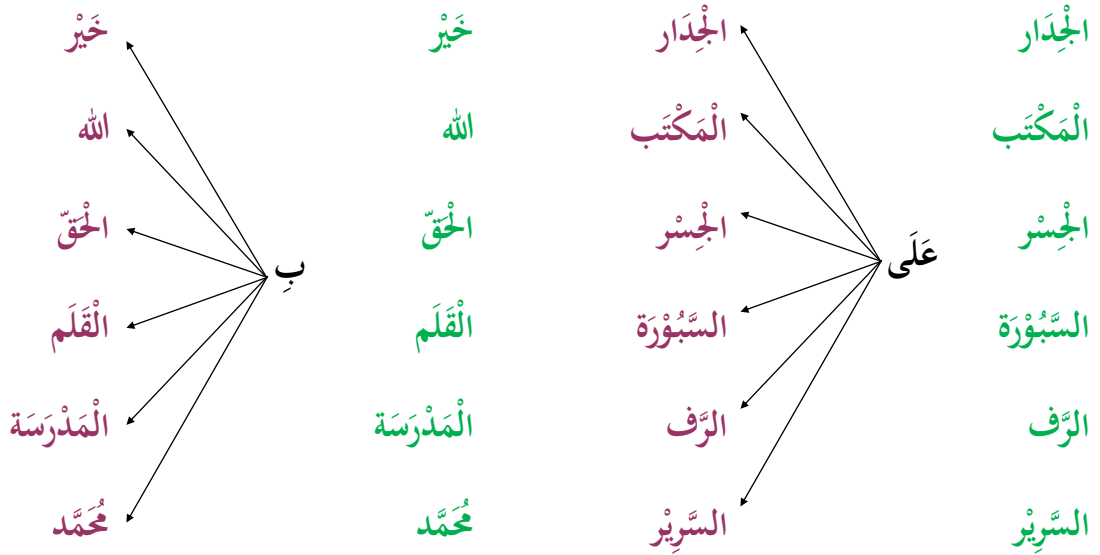 الْجِدَار عَلَى الْجِدَار
الْمَكْتَب الْمَكْتَب
الْجِسْر الْجِسْر
السَّبُوْرَة السَّبُوْرَة
الرَّف الرَّف
السَّرِيْر السَّرِيْر
خَيْر بِ خَيْر
الله الله
الْحَقّ الْحَقّ
الْقَلَم الْقَلَم
الْمَدْرَسَة الْمَدْرَسَة
مُحَمَّد مُحَمَّد